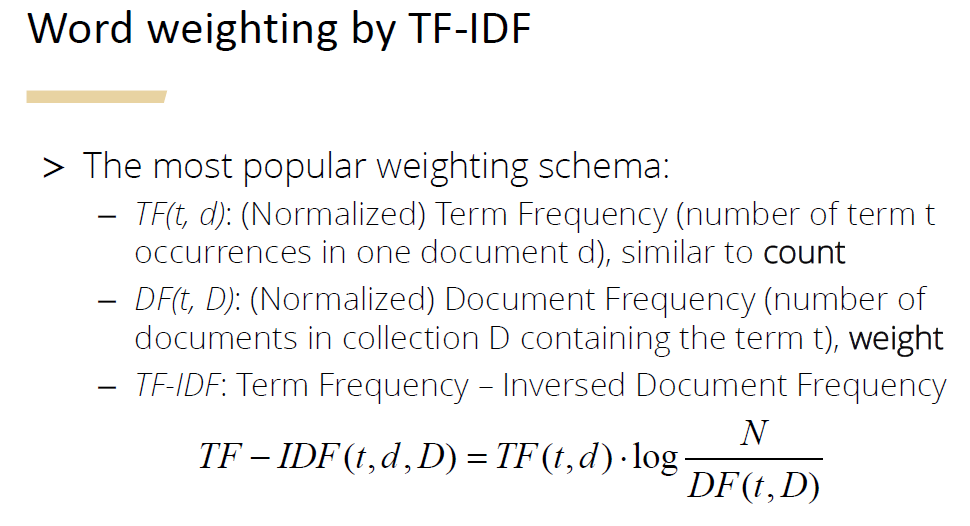 Word weighting by TF-IDF
> The most popular weighting schema:
– TF(t, d): (Normalized) Term Frequency (number of term t
occurrences in one document d), similar to count
– DF(t, D): (Normalized) Document Frequency (number of
documents in collection D containing the term t), weight
– TF-IDF: Term Frequency – Inversed Document Frequency
TF − IDF(t, d, D) = TF(t, d) · log N / DF(t, D)